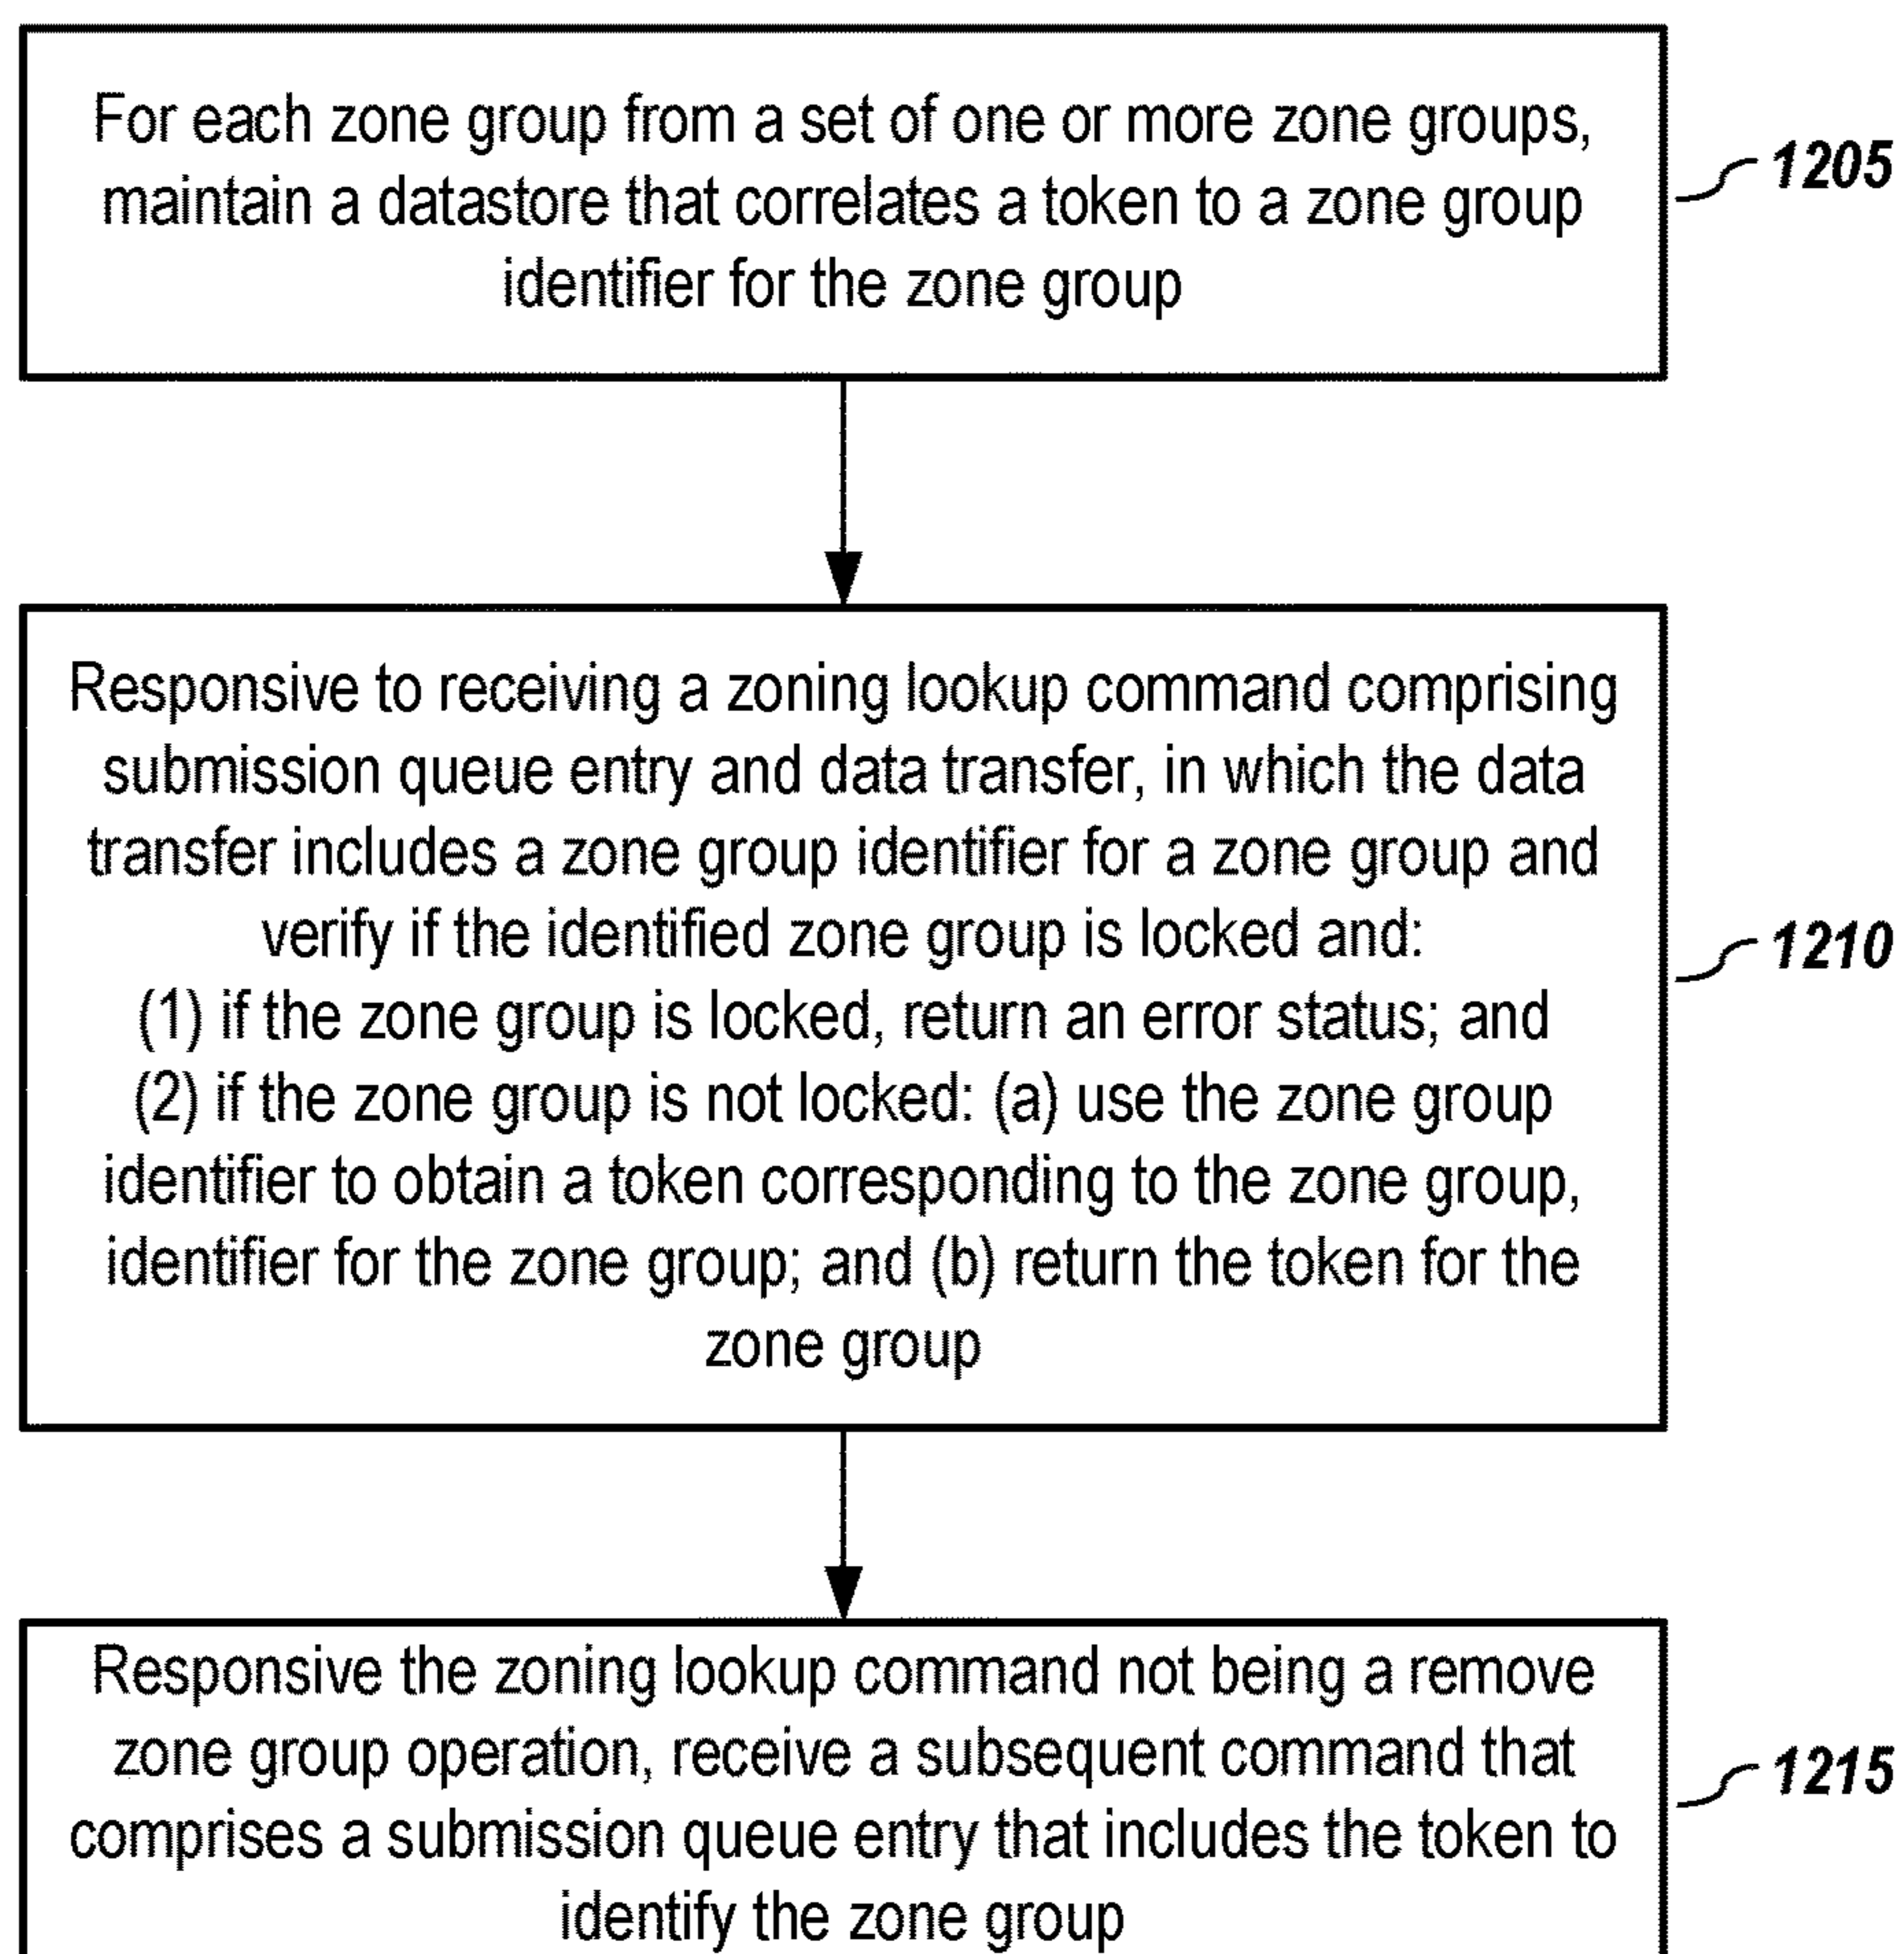 For each zone group from a set of one or more zone groups,
maintain a datastore that correlates a token to a zone group
identifier for the zone group
1205
Responsive to receiving a zoning lookup command comprising
submission queue entry and data transfer, in which the data
transfer includes a zone group identifier for a zone group and
verify if the identified zone group is locked and:
(1) if the zone group is locked, return an error status; and
(2) if the zone group is not locked: (a) use the zone group
identifier to obtain a token corresponding to the zone group,
identifier for the zone group; and (b) return the token for the
zone group
1210
Responsive the zoning lookup command not being a remove
zone group operation, receive a subsequent command that
comprises a submission queue entry that includes the token to
identify the zone group
1215